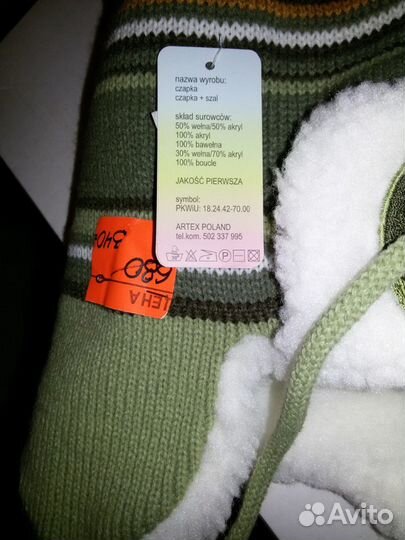 nazwa wyrobu:
czapka
czapka + szal
skład surowców:
50% wełna/50% akryl
100% akryl
100% bawełna
30% wełna/70% akryl
100% boucle
JAKOŚĆ PIERWSZA
symbol:
PKWiU: 18.24.42-70.00
ARTEX POLAND
tel.kom. 502 337 995
ЦЕНА
680
340
Avito